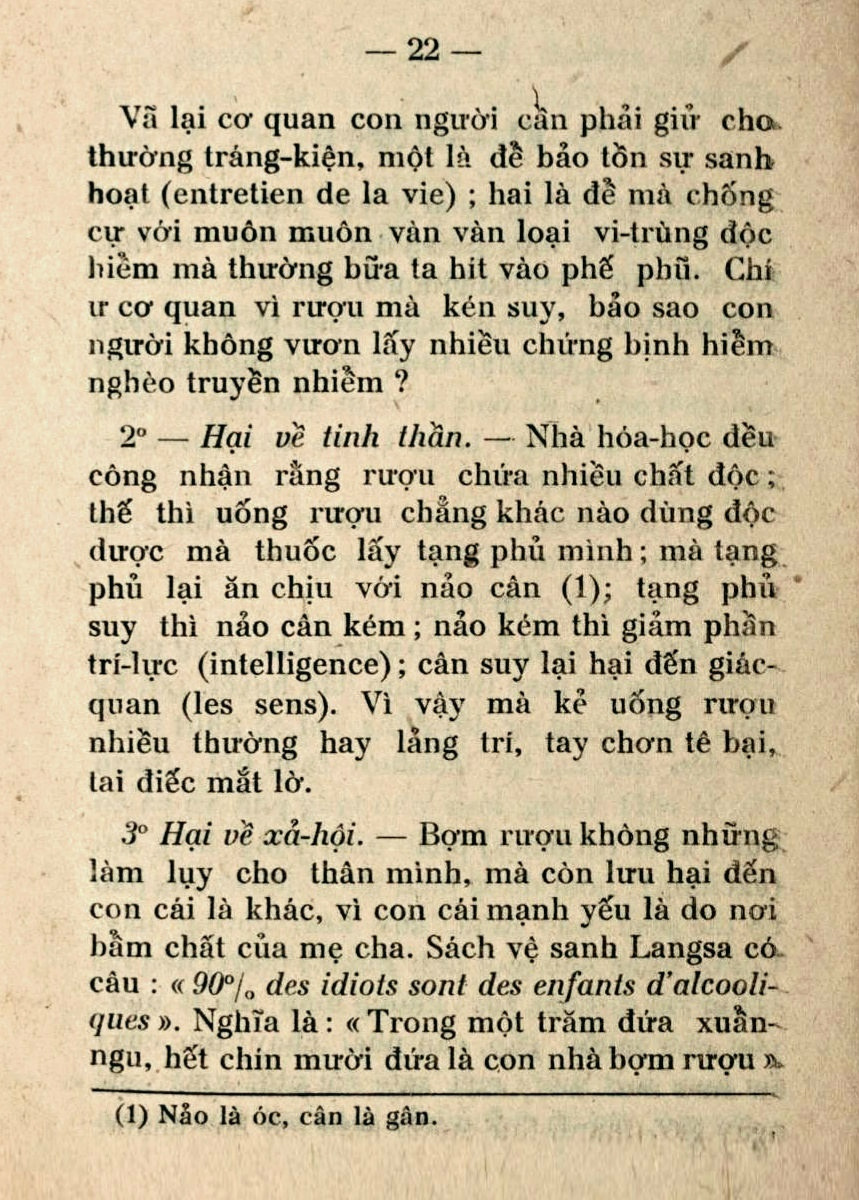 — 22 —
Vã lại cơ quan con người cần phải giử cho
thường tráng-kiện, một là để bảo tồn sự sanh
hoạt (entretien de la vie) ; hai là để mà chống
cự với muôn muôn vàn vàn loại vi-trùng độc
hiểm mà thường bữa ta hít vào phế phũ. Chí
ư cơ quan vì rượu mà kén suy, bảo sao con
người không vươn lấy nhiều chứng bịnh hiểm
nghèo truyền nhiễm ?
2º — Hại về tinh thần. — Nhà hóa-học đều
công nhận rằng rượu chứa nhiều chất độc ;
thế thì uống rượu chẳng khác nào dùng độc
dược mà thuốc lấy tạng phủ mình ; mà tạng
phủ lại ăn chịu với nảo cân (1); tạng phủ
suy thì nảo cân kém ; nảo kém thì giảm phần
trí-lực (intelligence) ; cân suy lại hại đến giác-
quan (les sens). Vì vậy mà kẻ uống rượu
nhiều thường hay lẳng trí, tay chơn tê bại,
tai điếc mắt lờ.
3º Hại về xả-hội. — Bợm rượu không những
làm lụy cho thân mình, mà còn lưu hại đến
con cái là khác, vì con cái mạnh yếu là do nơi
bẩm chất của mẹ cha. Sách vệ sanh Langsa có
câu : « 90º/₀ des idiots sont des enfants d'alcooli-
ques ». Nghĩa là : « Trong một trăm đứa xuẩn-
ngu, hết chín mười đứa là con nhà bợm rượu ».
(1) Nảo là óc, cân là gân.